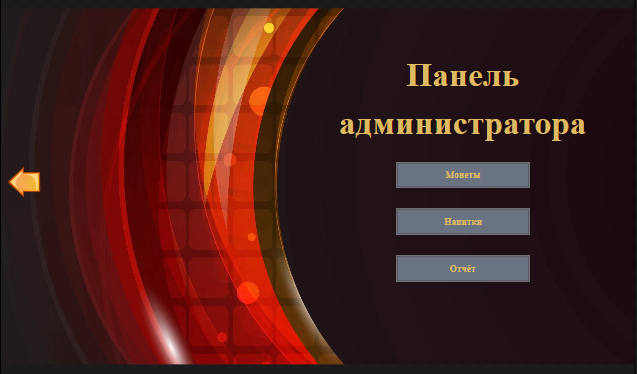 Панель
администратора
Монеты
Напитки
Отчёт